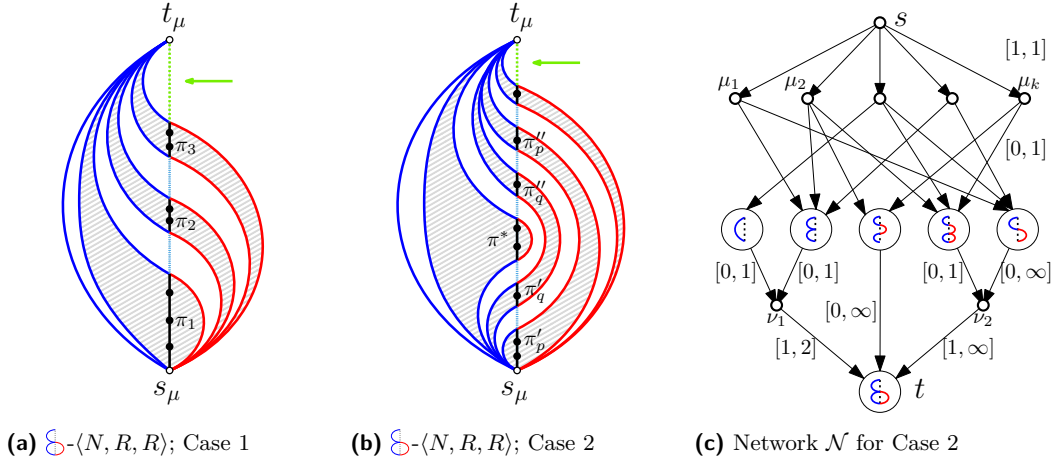 t_μ
π_3
π_2
π_1
s_μ
t_μ
π''_p
π''_q
π*
π'_q
π'_p
s_μ
s
[1, 1]
μ_1
μ_2
μ_k
[0, 1]
[0, 1]
[0, 1]
[0, 1]
[0, ∞]
ν_1
[0, ∞]
ν_2
[1, 2]
[1, ∞]
t
(a) -⟨N, R, R⟩; Case 1
(b) -⟨N, R, R⟩; Case 2
(c) Network 𝒩 for Case 2